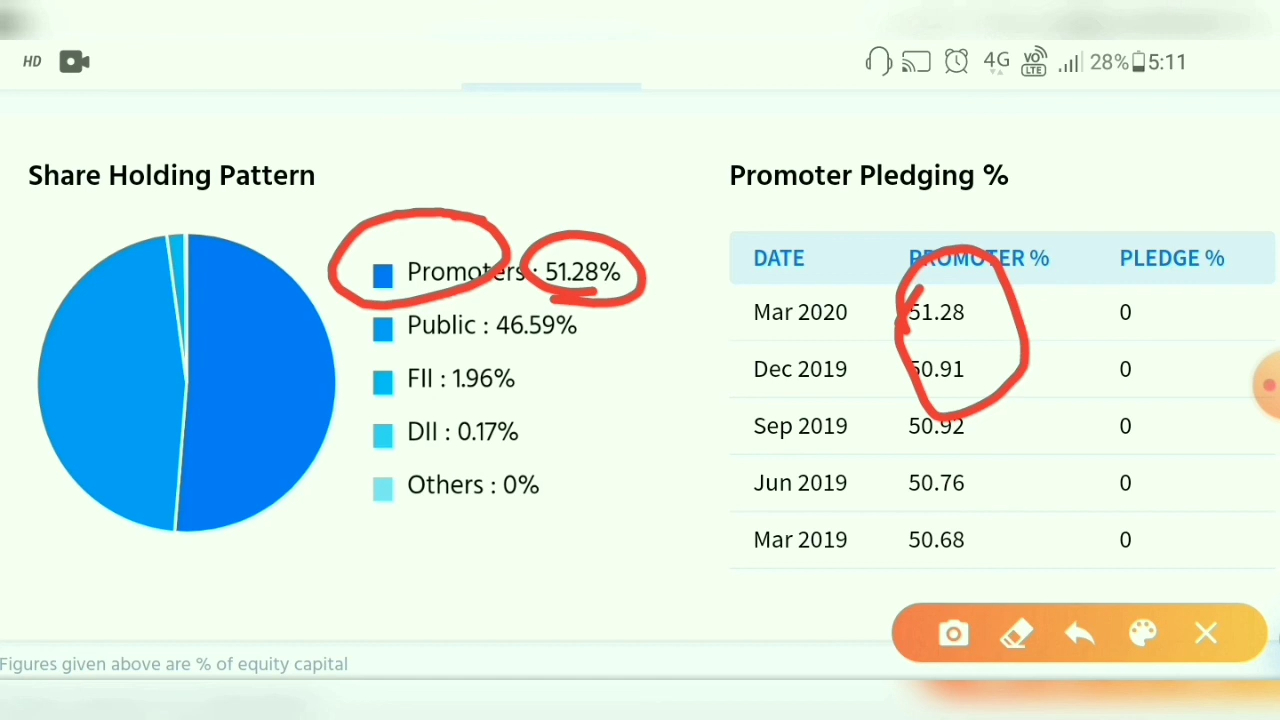 HD 4G VO LTE 28% 5:11
Share Holding Pattern
Promoters : 51.28%
Public : 46.59%
FII : 1.96%
DII : 0.17%
Others : 0%
Promoter Pledging %
DATE PROMOTER % PLEDGE %
Mar 2020 51.28 0
Dec 2019 50.91 0
Sep 2019 50.92 0
Jun 2019 50.76 0
Mar 2019 50.68 0
Figures given above are % of equity capital